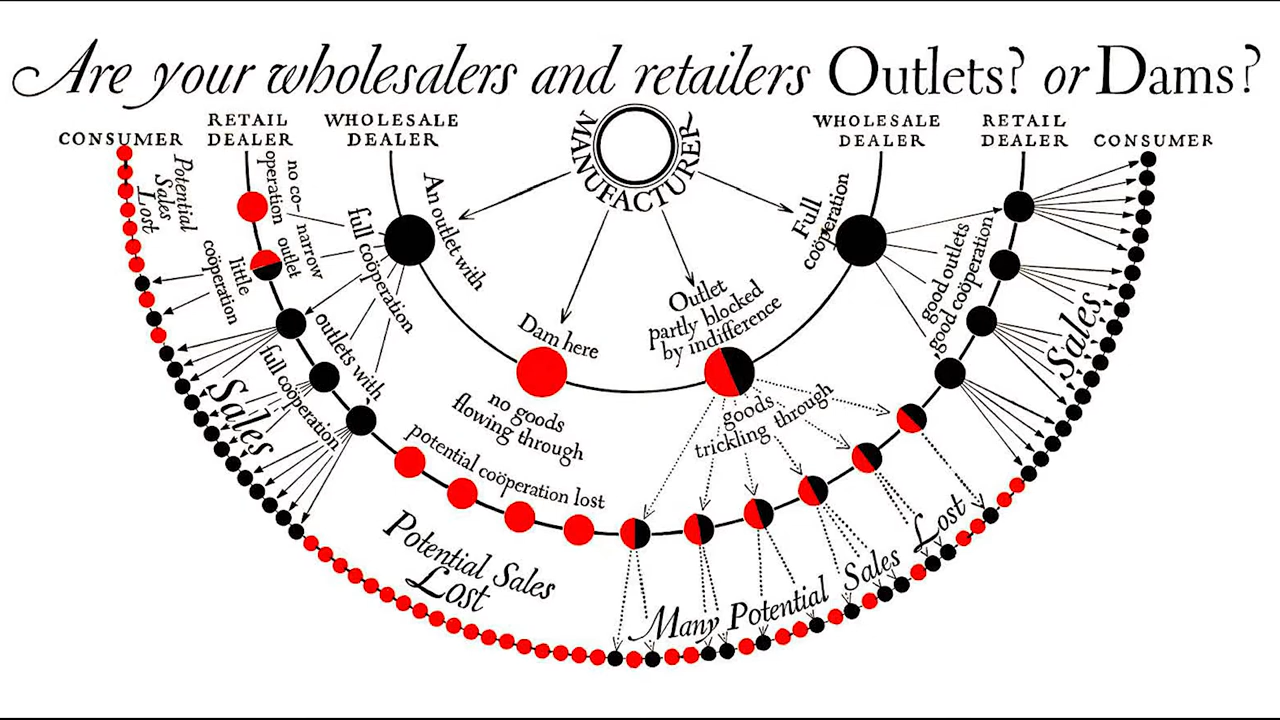 Are your wholesalers and retailers Outlets? or Dams?
CONSUMER
RETAIL
DEALER
WHOLESALE
DEALER
MANUFACTURER
WHOLESALE
DEALER
RETAIL
DEALER
CONSUMER
Potential
Sales
Lost
no co-
operation
narrow
outlet
little
coöperation
An outlet with
full coöperation
outlets with
full coöperation
Sales
Dam here
no goods
flowing through
potential coöperation lost
Potential Sales
Lost
Outlet
partly blocked
by indifference
goods
trickling through
Many Potential Sales Lost
Full
coöperation
good outlets
good coöperation
Sales